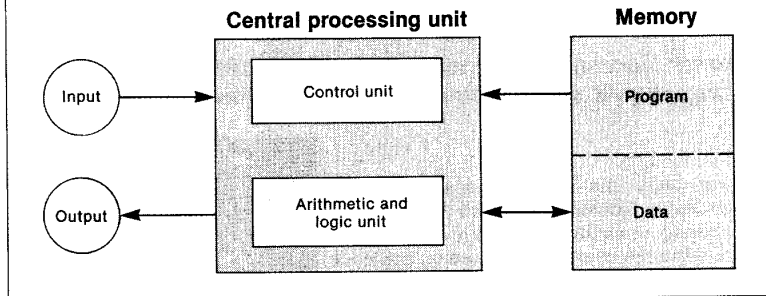 Central processing unit
Memory
Input
Control unit
Program
Output
Arithmetic and
logic unit
Data